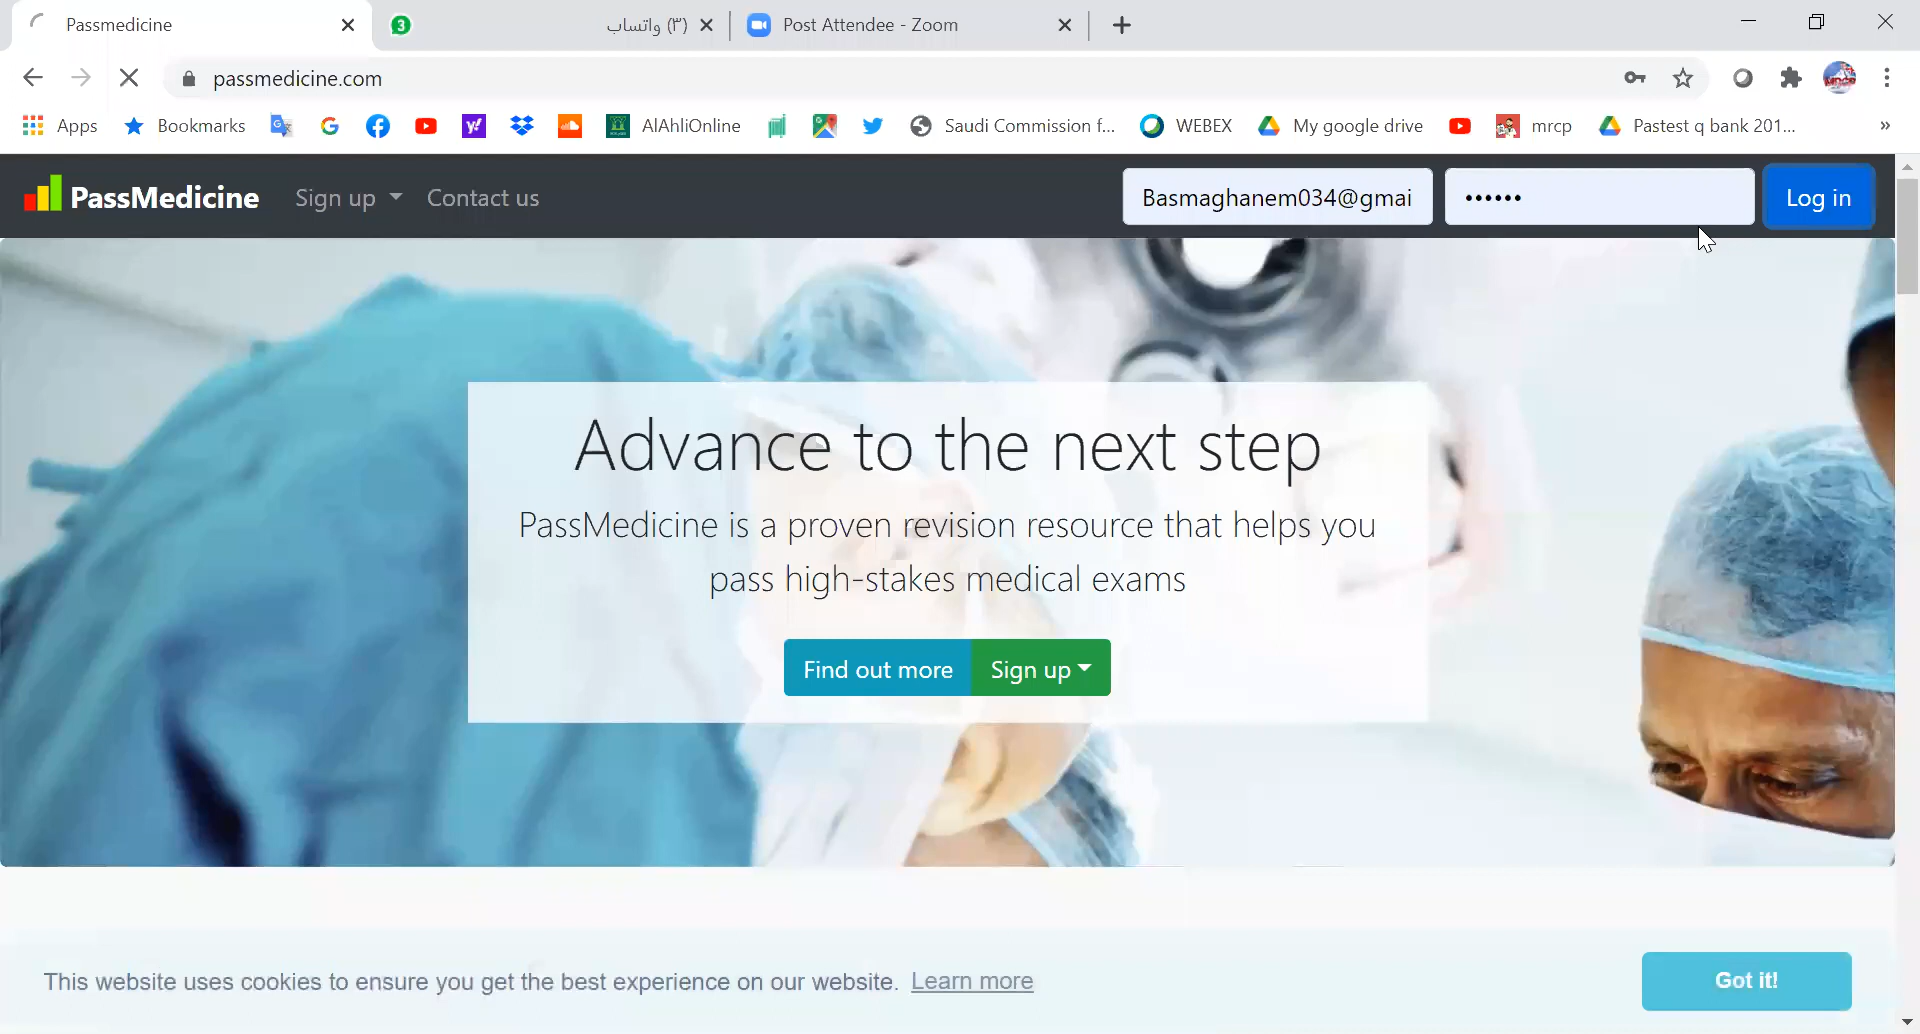 Passmedicine
3
(٣) واتساب
Post Attendee - Zoom
passmedicine.com
Apps
Bookmarks
AlAhliOnline
Saudi Commission f...
WEBEX
My google drive
mrcp
Pastest q bank 201...
»
PassMedicine
Sign up
Contact us
Basmaghanem034@gmai
••••••
Log in
Advance to the next step
PassMedicine is a proven revision resource that helps you
pass high-stakes medical exams
Find out more
Sign up
This website uses cookies to ensure you get the best experience on our website. Learn more
Got it!